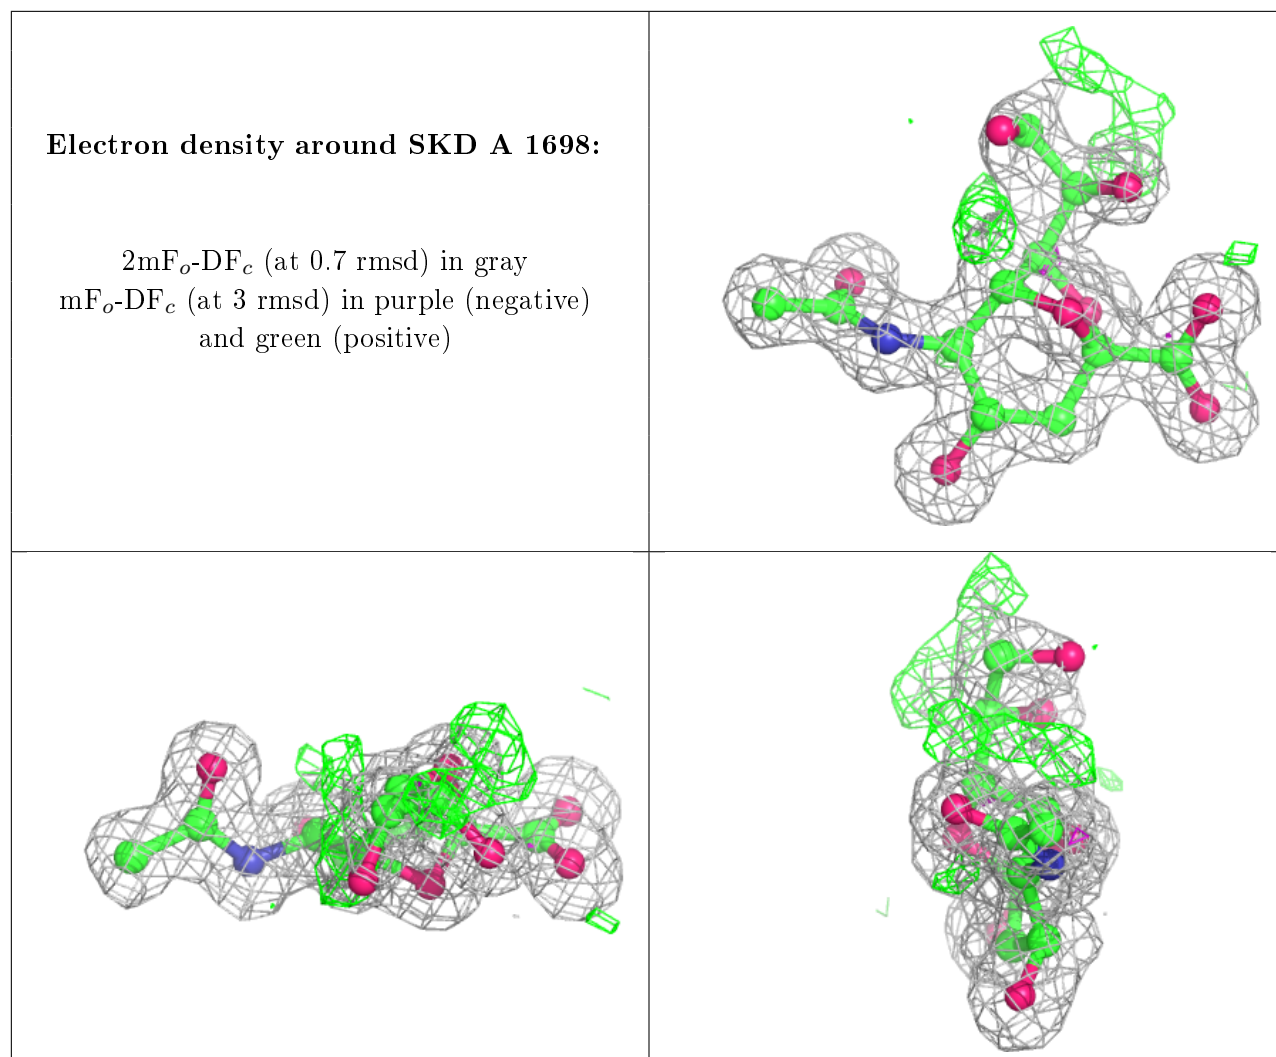 Electron density around SKD A 1698:
2mFₒ-DF𝒸 (at 0.7 rmsd) in gray
mFₒ-DF𝒸 (at 3 rmsd) in purple (negative)
and green (positive)